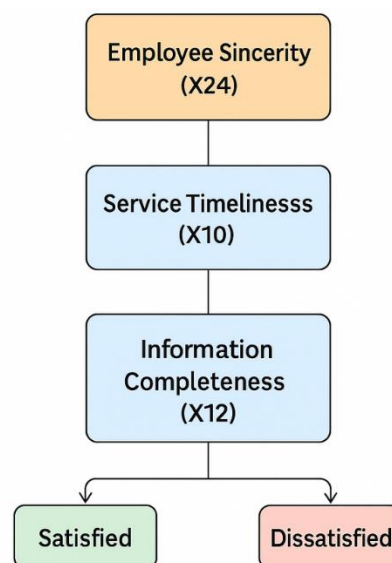 Employee Sincerity
(X24)
Service Timelinesss
(X10)
Information
Completeness
(X12)
Satisfied
Dissatisfied